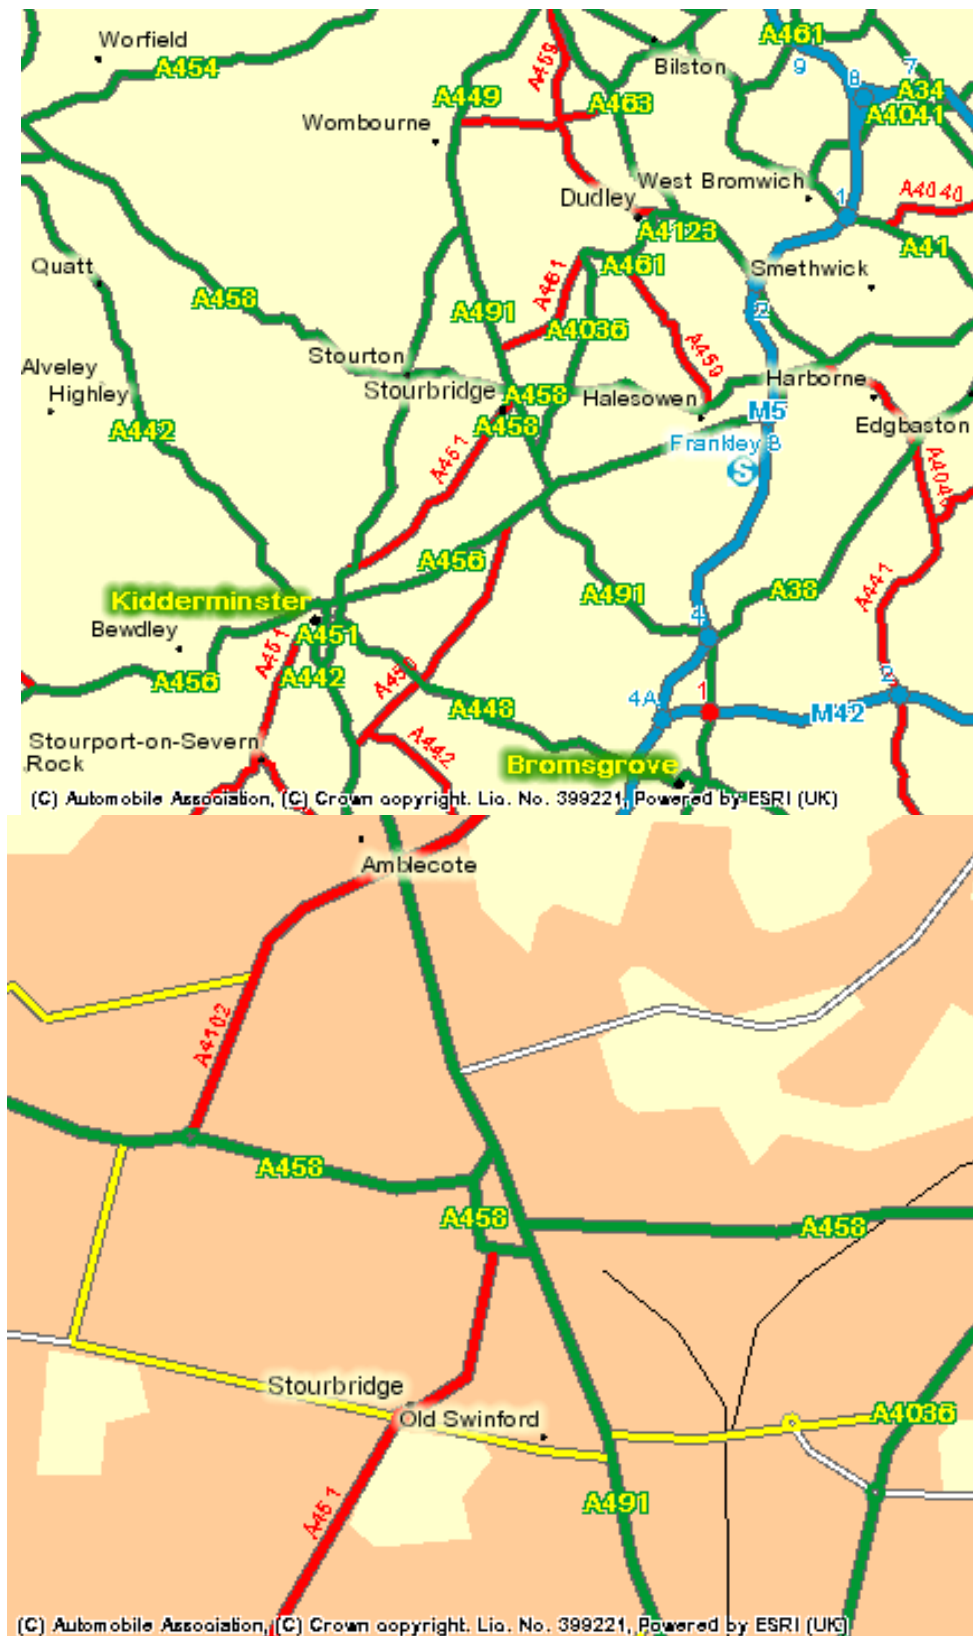 A461
Worfield
A454
Bilston
9
8
7
A449
A459
A463
A34
A4041
Wombourne
West Bromwich
Dudley
1
A4040
A4123
A41
Quatt
A461
Smethwick
A458
A461
A491
2
A4036
Stourton
A459
Alveley
Highley
Stourbridge
A458
Halesowen
Harborne
A442
A458
M5
Edgbaston
Frankley B
S
A451
A4040
A456
Kidderminster
A491
A38
A441
Bewdley
A451
4
A451
A456
A442
A450
2
4A
1
A448
M42
Stourport-on-Severn
Rock
A442
Bromsgrove
(C) Automobile Association, (C) Crown copyright. Lic. No. 399221, Powered by ESRI (UK)
Amblecote
A4102
A458
A458
A458
Stourbridge
Old Swinford
A4036
A451
A491
(C) Automobile Association, (C) Crown copyright. Lic. No. 399221, Powered by ESRI (UK)